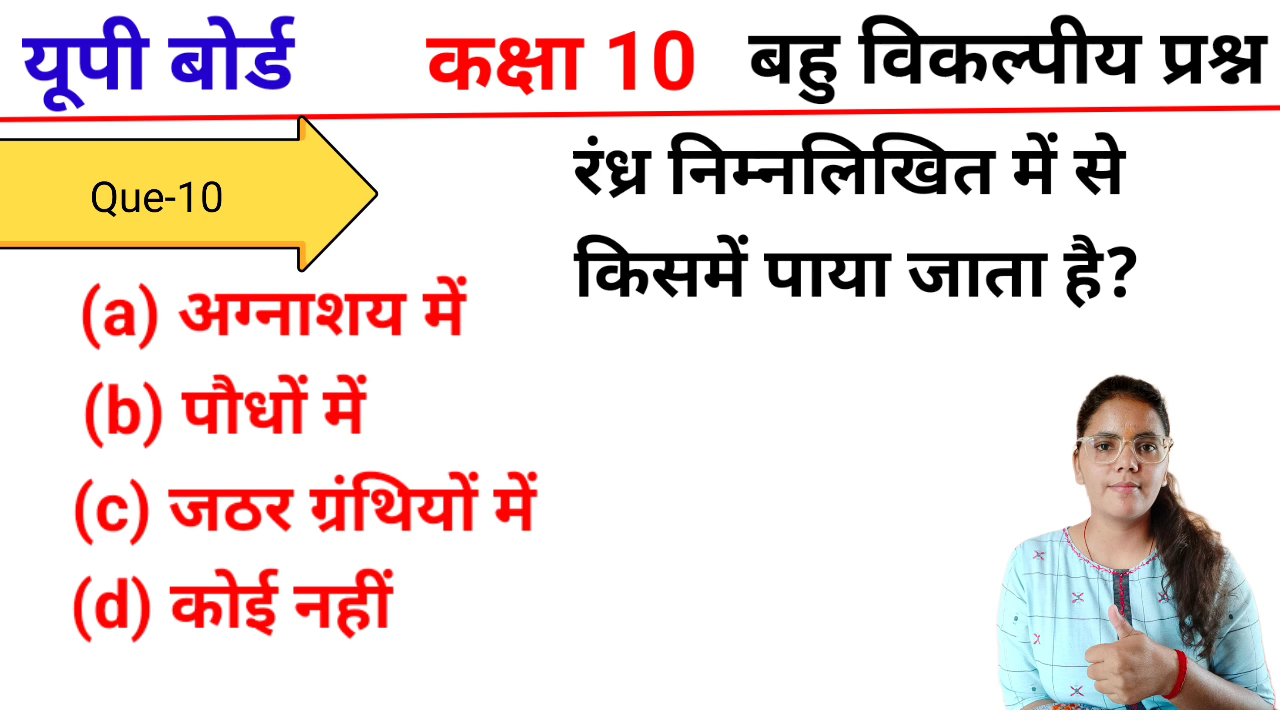 यूपी बोर्ड कक्षा 10 बहु विकल्पीय प्रश्न
Que-10
रंध्र निम्नलिखित में से
किसमें पाया जाता है?
(a) अग्नाशय में
(b) पौधों में
(c) जठर ग्रंथियों में
(d) कोई नहीं